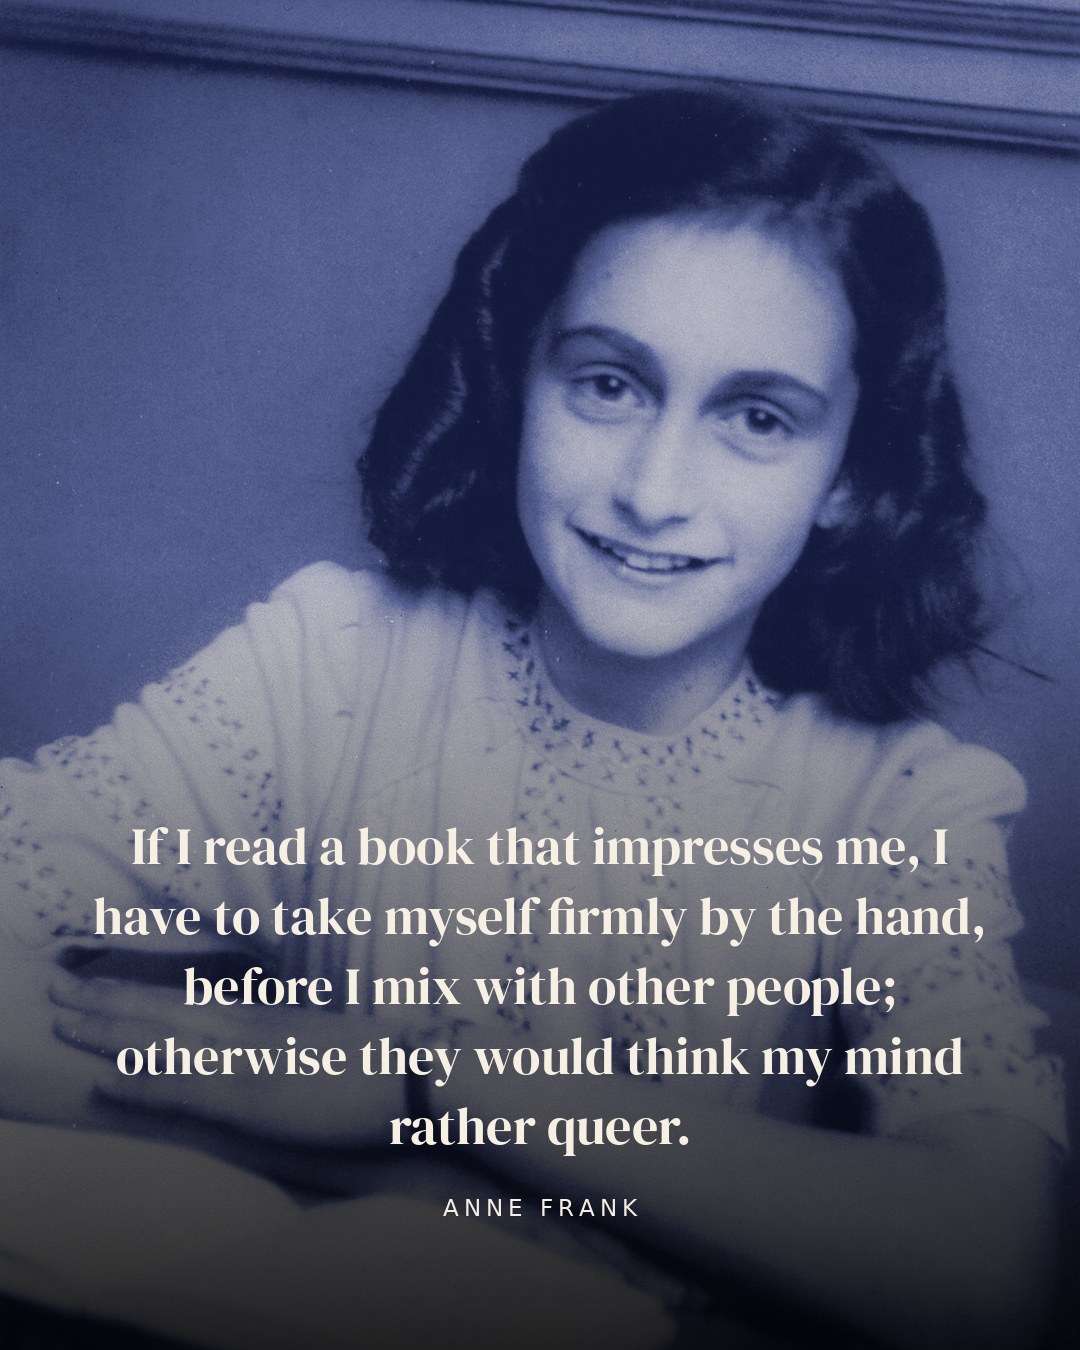 If I read a book that impresses me, I
have to take myself firmly by the hand,
before I mix with other people;
otherwise they would think my mind
rather queer.
ANNE FRANK